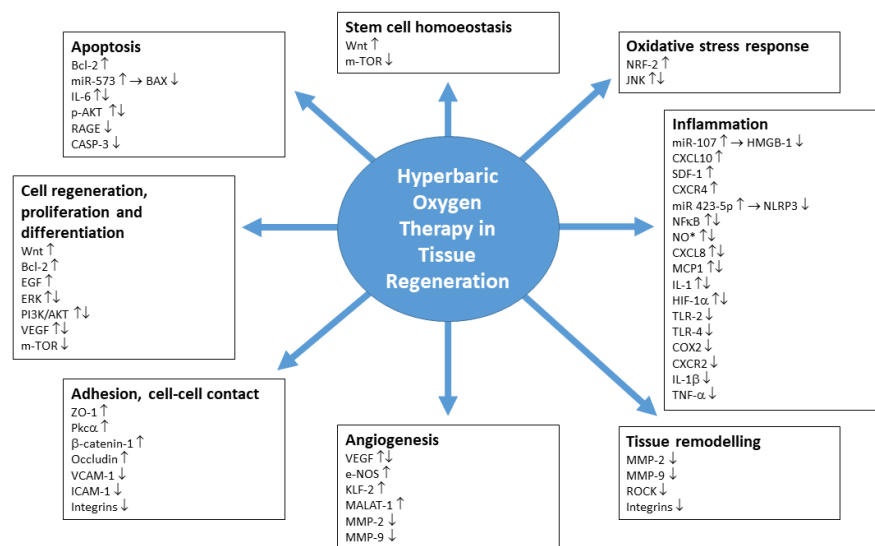 Stem cell homoeostasis
Wnt ↑
m-TOR ↓
Apoptosis
Bcl-2 ↑
miR-573 ↑ → BAX ↓
IL-6 ↑↓
p-AKT ↑↓
RAGE ↓
CASP-3 ↓
Oxidative stress response
NRF-2 ↑
JNK ↑↓
Inflammation
miR-107 ↑ → HMGB-1 ↓
CXCL10 ↑
SDF-1 ↑
CXCR4 ↑
miR 423-5p ↑ → NLRP3 ↓
NFκB ↑↓
NO* ↑↓
CXCL8 ↑↓
MCP1 ↑↓
IL-1 ↑↓
HIF-1α ↑↓
TLR-2 ↓
TLR-4 ↓
COX2 ↓
CXCR2 ↓
IL-1β ↓
TNF-α ↓
Hyperbaric
Oxygen
Therapy in
Tissue
Regeneration
Cell regeneration,
proliferation and
differentiation
Wnt ↑
Bcl-2 ↑
EGF ↑
ERK ↑↓
PI3K/AKT ↑↓
VEGF ↑↓
m-TOR ↓
Adhesion, cell-cell contact
ZO-1 ↑
Pkcα ↑
β-catenin-1 ↑
Occludin ↑
VCAM-1 ↓
ICAM-1 ↓
Integrins ↓
Angiogenesis
VEGF ↑↓
e-NOS ↑
KLF-2 ↑
MALAT-1 ↑
MMP-2 ↓
MMP-9 ↓
Tissue remodelling
MMP-2 ↓
MMP-9 ↓
ROCK ↓
Integrins ↓